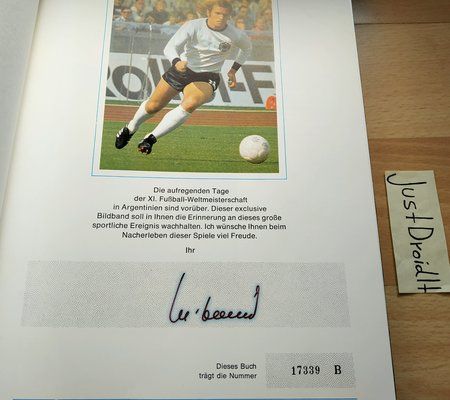 Die aufregenden Tage
der XI. Fußball-Weltmeisterschaft
in Argentinien sind vorüber. Dieser exclusive
Bildband soll in Ihnen die Erinnerung an dieses große
sportliche Ereignis wachhalten. Ich wünsche Ihnen beim
Nacherleben dieser Spiele viel Freude.
Ihr
Dieses Buch
trägt die Nummer
17339 B
JustDroidIt